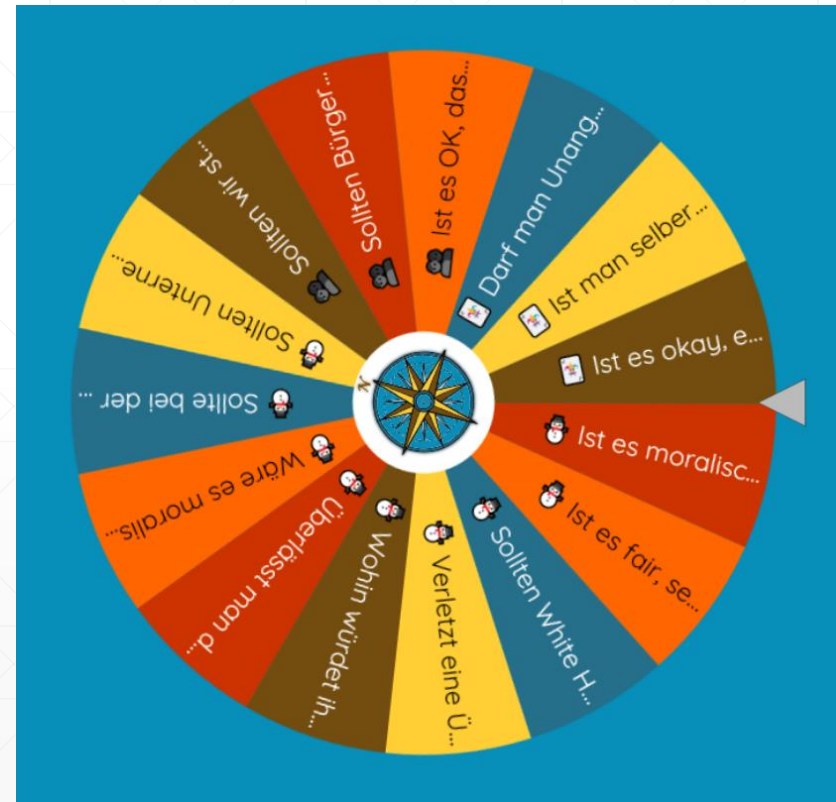 Ist es OK, das...
Darf man Unang...
Ist man selber...
Ist es okay, e...
Ist es moralisc...
Ist es fair, se...
Sollten White H...
Verletzt eine Ü...
Wohin würdet ih...
Überlässt man d...
Wäre es moralis...
Sollte bei der ...
Sollten Unterne...
Sollten wir st...
Sollten Bürger...
N